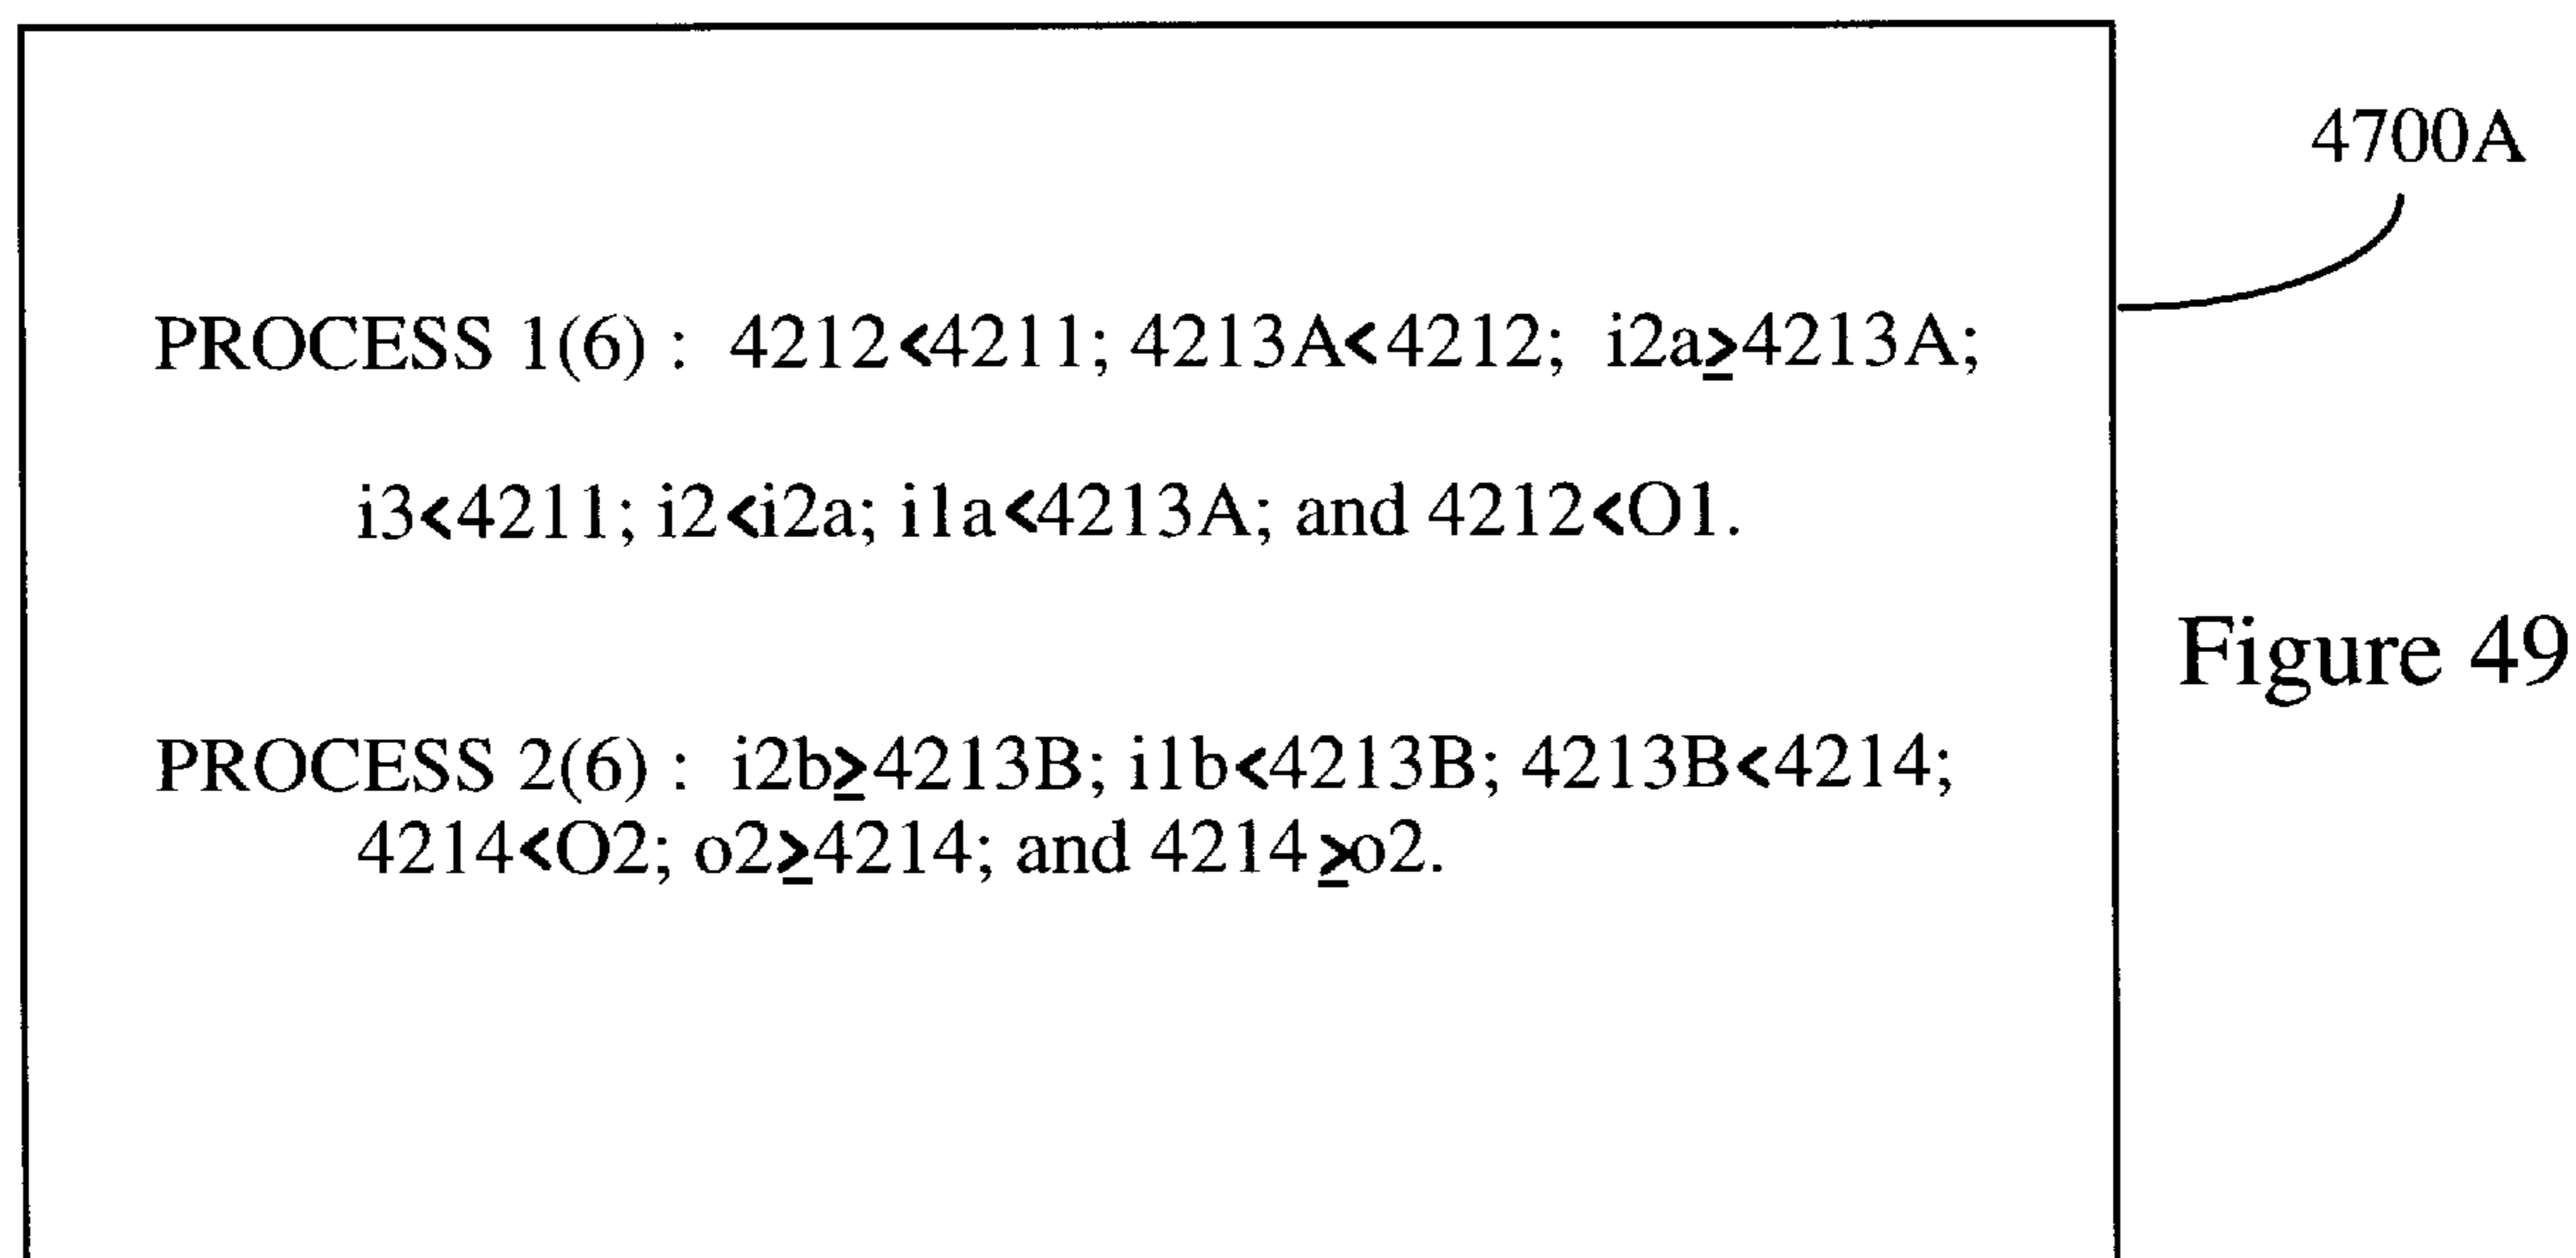 4700A
PROCESS 1(6) : 4212<4211; 4213A<4212; i2a≥4213A;
i3<4211; i2<i2a; i1a<4213A; and 4212<O1.
Figure 49
PROCESS 2(6) : i2b≥4213B; i1b<4213B; 4213B<4214;
4214<O2; o2≥4214; and 4214≥o2.